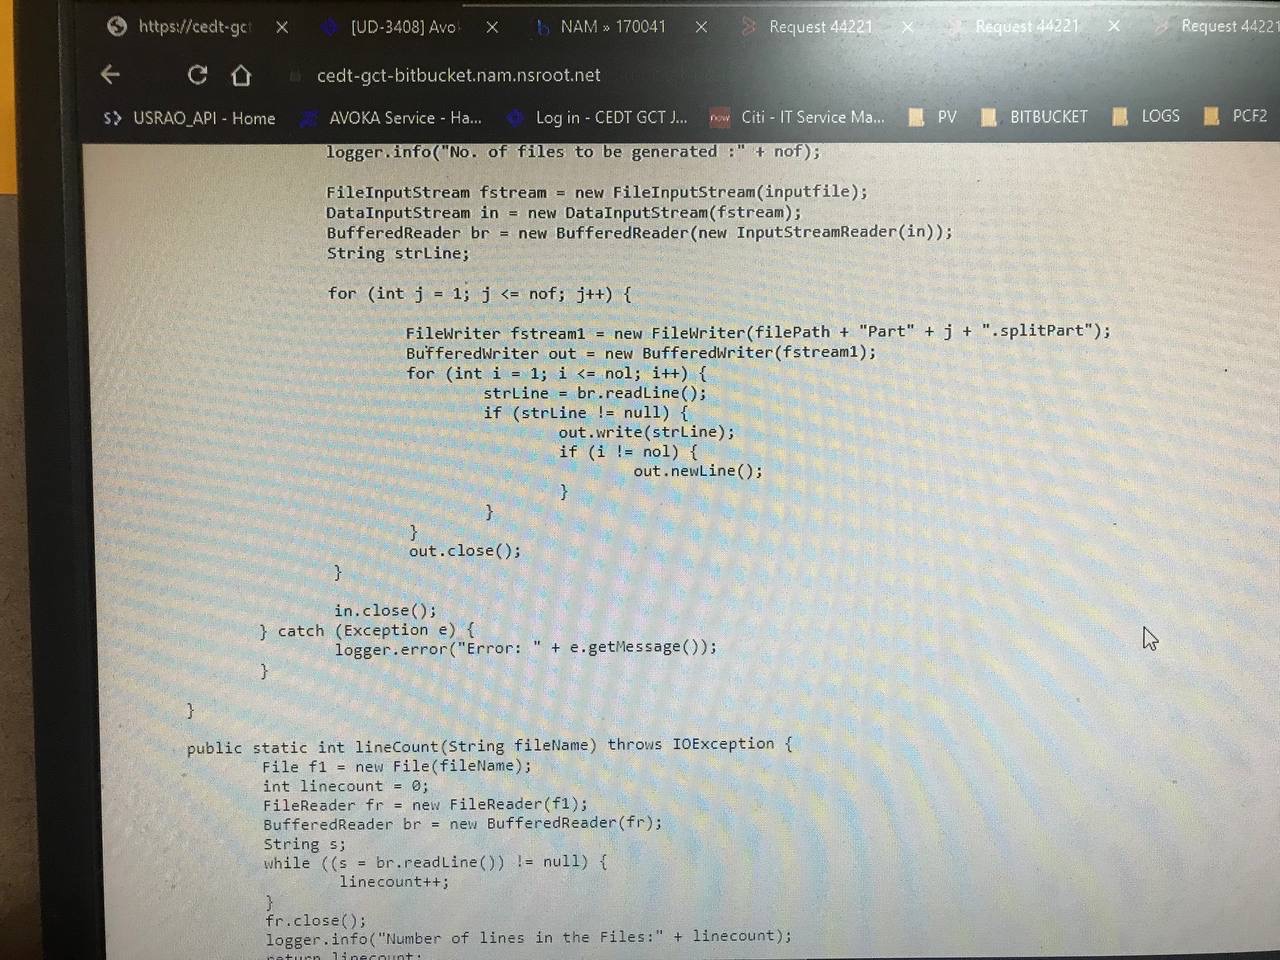 https://cedt-gc
[UD-3408] Avo
NAM » 170041
Request 44221
Request 44221
Request 4422
cedt-gct-bitbucket.nam.nsroot.net
USRAO_API - Home
AVOKA Service - Ha...
Log in - CEDT GCT J...
now
Citi - IT Service Ma...
PV
BITBUCKET
LOGS
PCF2
logger.info("No. of files to be generated :" + nof);
FileInputStream fstream = new FileInputStream(inputfile);
DataInputStream in = new DataInputStream(fstream);
BufferedReader br = new BufferedReader(new InputStreamReader(in));
String strLine;
for (int j = 1; j <= nof; j++) {
FileWriter fstream1 = new FileWriter(filePath + "Part" + j + ".splitPart");
BufferedWriter out = new BufferedWriter(fstream1);
for (int i = 1; i <= nol; i++) {
strLine = br.readLine();
if (strLine != null) {
out.write(strLine);
if (i != nol) {
out.newLine();
}
}
}
out.close();
}
in.close();
} catch (Exception e) {
logger.error("Error: " + e.getMessage());
}
}
public static int lineCount(String fileName) throws IOException {
File f1 = new File(fileName);
int linecount = 0;
FileReader fr = new FileReader(f1);
BufferedReader br = new BufferedReader(fr);
String s;
while ((s = br.readLine()) != null) {
linecount++;
}
fr.close();
logger.info("Number of lines in the Files:" + linecount);
return linecount;